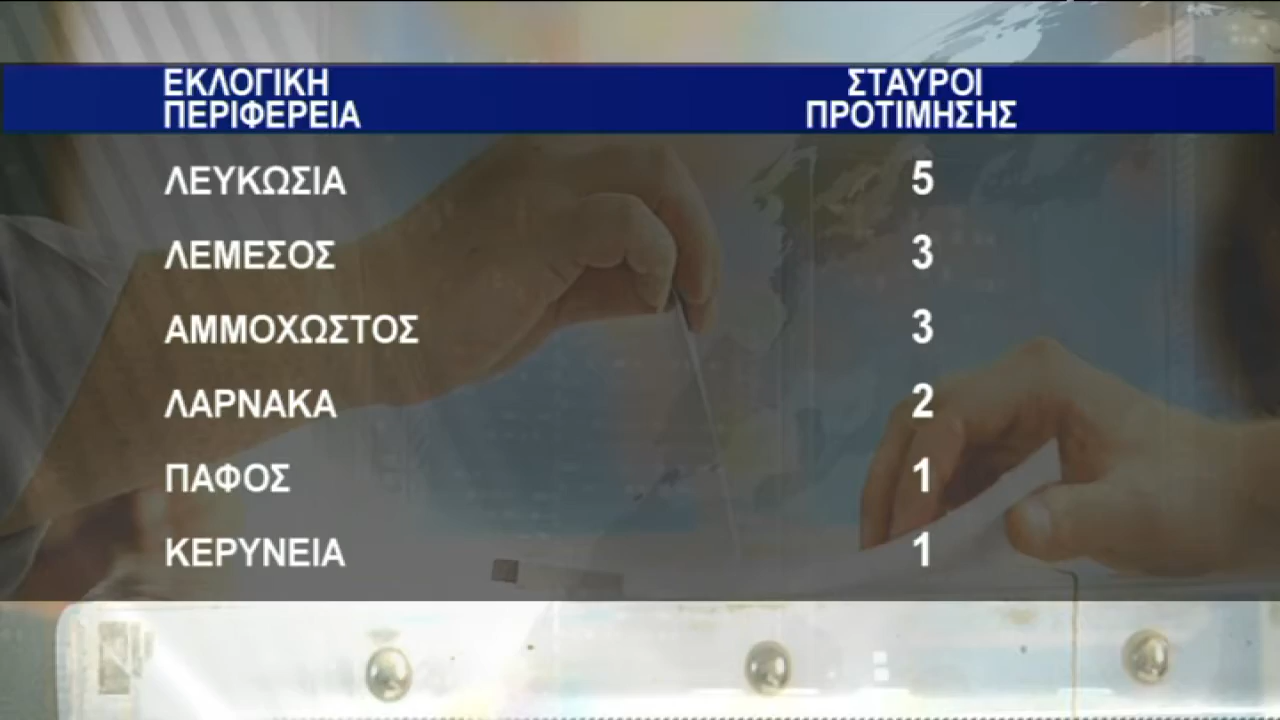 ΕΚΛΟΓΙΚΗ
ΠΕΡΙΦΕΡΕΙΑ
ΣΤΑΥΡΟΙ
ΠΡΟΤΙΜΗΣΗΣ
ΛΕΥΚΩΣΙΑ 5
ΛΕΜΕΣΟΣ 3
ΑΜΜΟΧΩΣΤΟΣ 3
ΛΑΡΝΑΚΑ 2
ΠΑΦΟΣ 1
ΚΕΡΥΝΕΙΑ 1